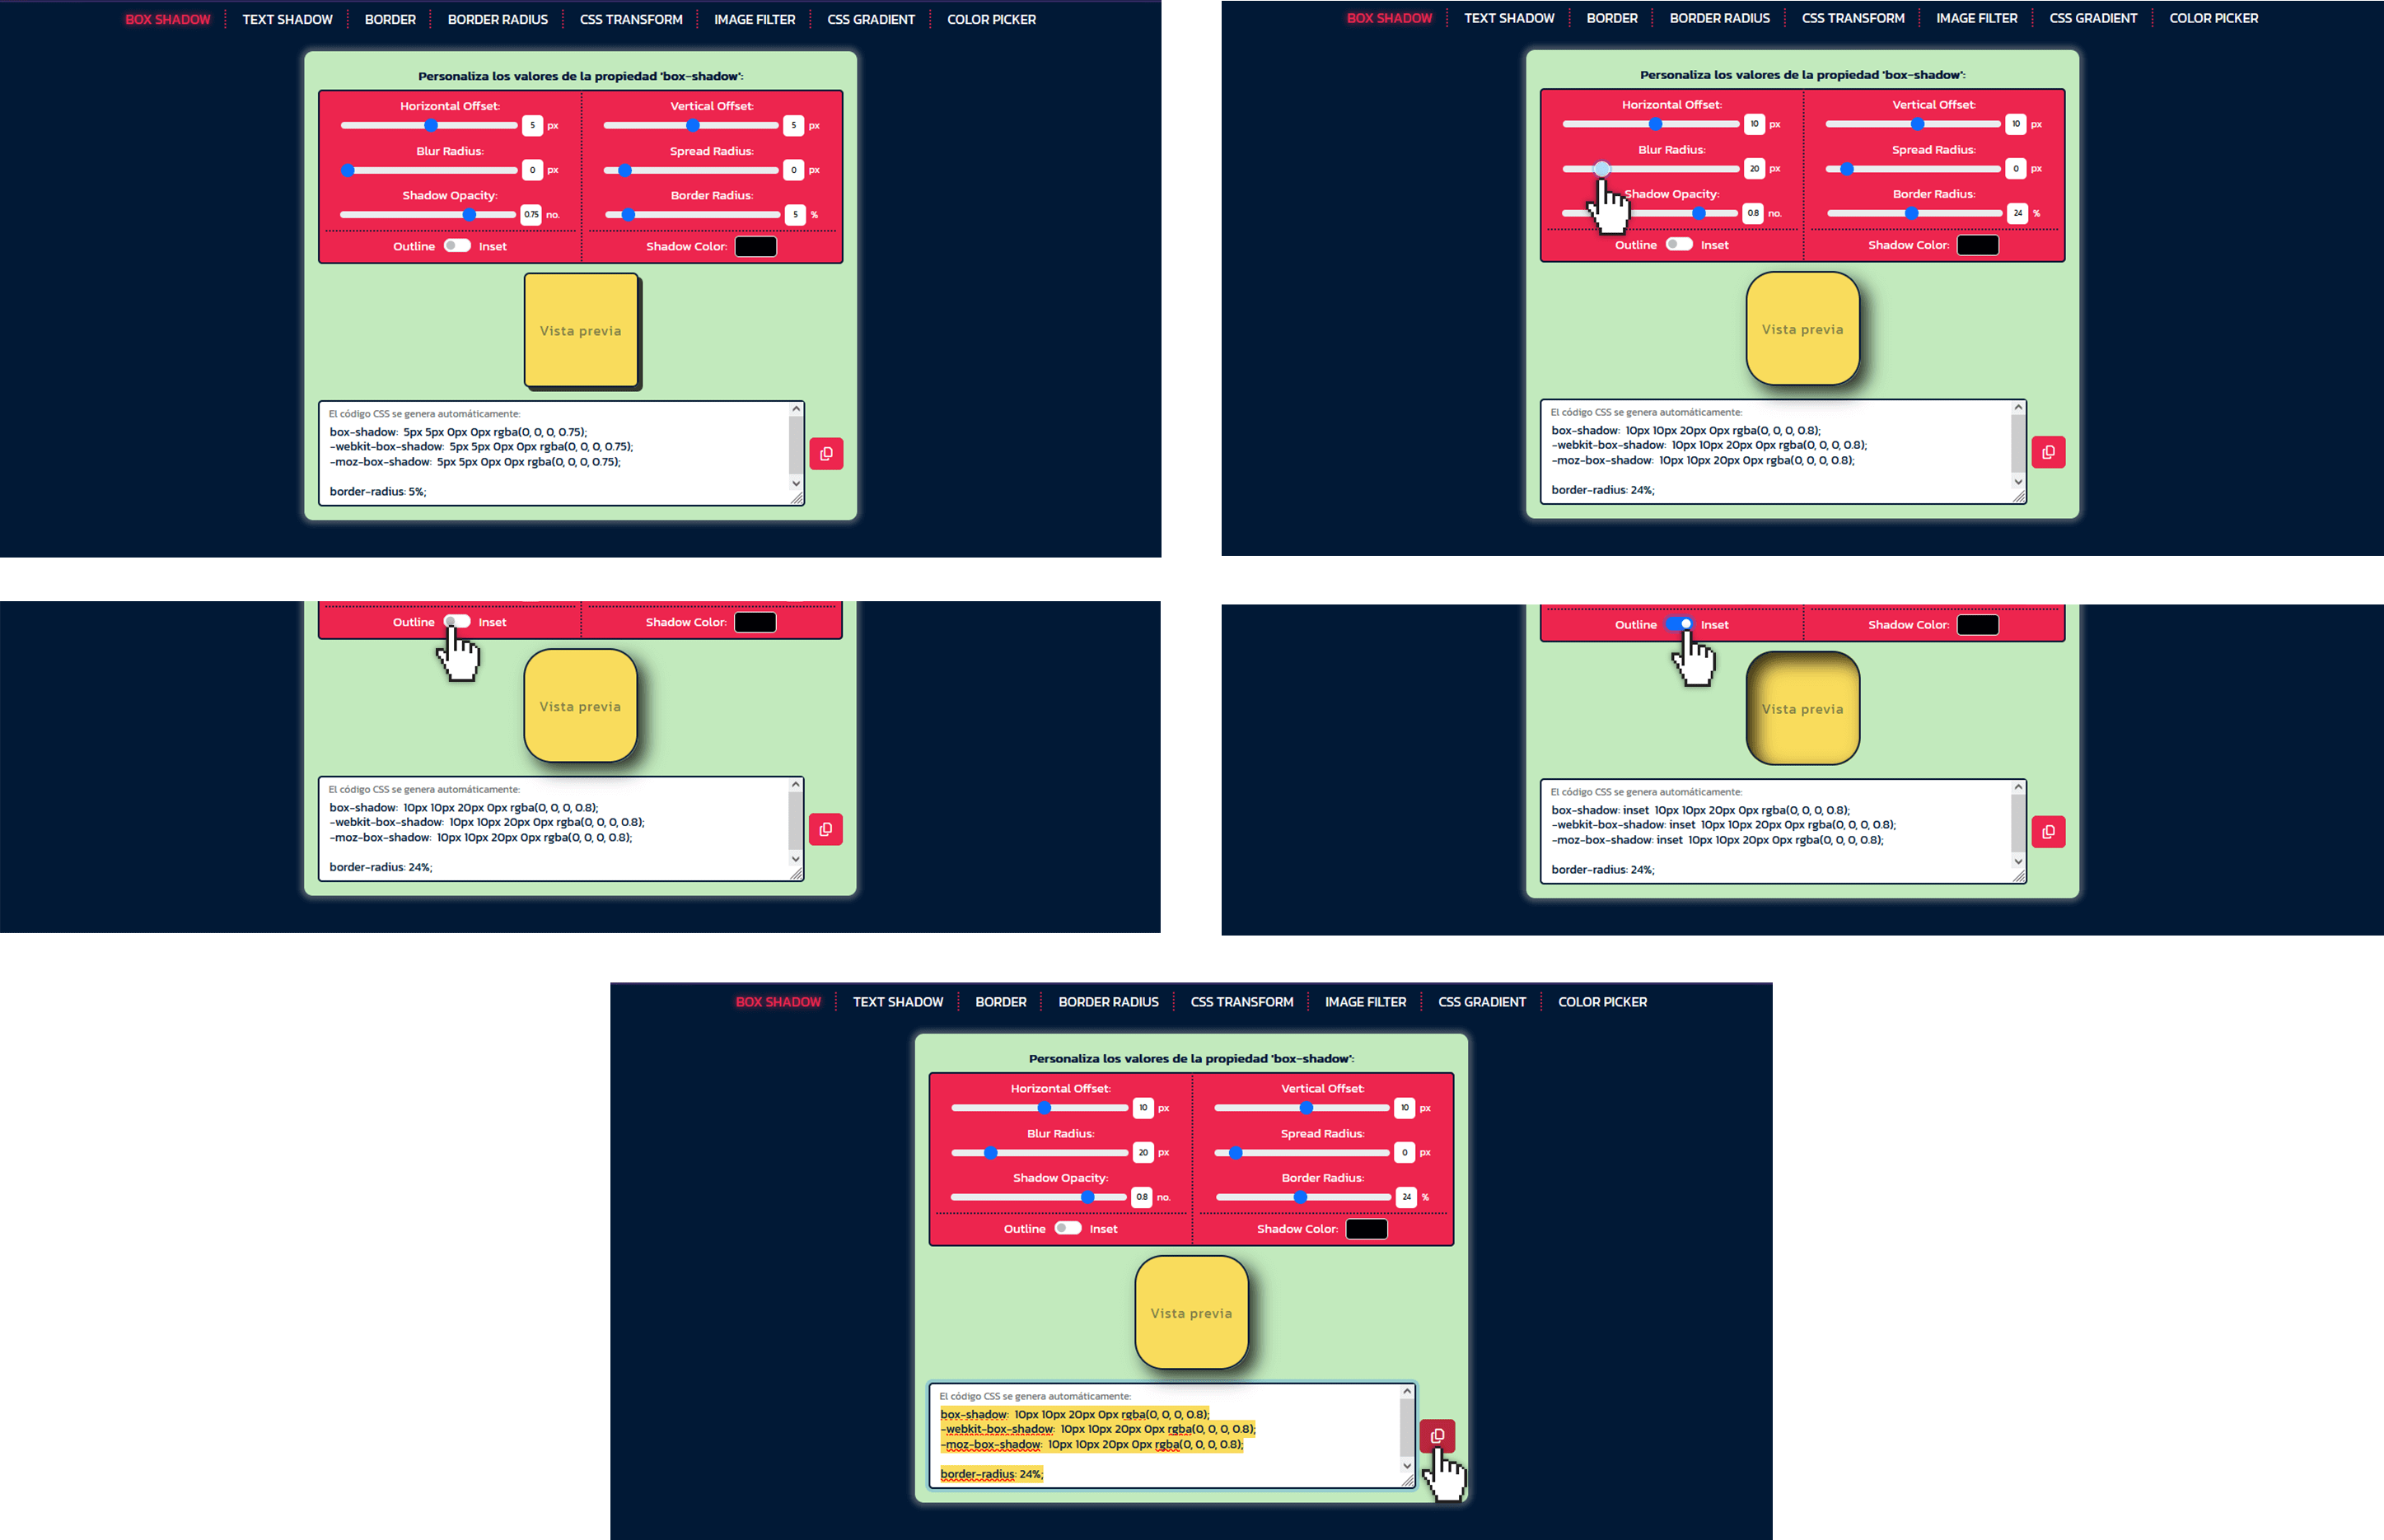 BOX SHADOW TEXT SHADOW BORDER BORDER RADIUS CSS TRANSFORM IMAGE FILTER CSS GRADIENT COLOR PICKER
Personaliza los valores de la propiedad 'box-shadow':
Horizontal Offset: Vertical Offset:
5 px 5 px
Blur Radius: Spread Radius:
0 px 0 px
Shadow Opacity: Border Radius:
0.75 no. 5 %
Outline Inset Shadow Color:
Vista previa
El código CSS se genera automáticamente:
box-shadow: 5px 5px 0px 0px rgba(0, 0, 0, 0.75);
-webkit-box-shadow: 5px 5px 0px 0px rgba(0, 0, 0, 0.75);
-moz-box-shadow: 5px 5px 0px 0px rgba(0, 0, 0, 0.75);
border-radius: 5%;
BOX SHADOW TEXT SHADOW BORDER BORDER RADIUS CSS TRANSFORM IMAGE FILTER CSS GRADIENT COLOR PICKER
Personaliza los valores de la propiedad 'box-shadow':
Horizontal Offset: Vertical Offset:
10 px 10 px
Blur Radius: Spread Radius:
20 px 0 px
Shadow Opacity: Border Radius:
0.8 no. 24 %
Outline Inset Shadow Color:
Vista previa
El código CSS se genera automáticamente:
box-shadow: 10px 10px 20px 0px rgba(0, 0, 0, 0.8);
-webkit-box-shadow: 10px 10px 20px 0px rgba(0, 0, 0, 0.8);
-moz-box-shadow: 10px 10px 20px 0px rgba(0, 0, 0, 0.8);
border-radius: 24%;
Outline Inset Shadow Color:
Vista previa
El código CSS se genera automáticamente:
box-shadow: 10px 10px 20px 0px rgba(0, 0, 0, 0.8);
-webkit-box-shadow: 10px 10px 20px 0px rgba(0, 0, 0, 0.8);
-moz-box-shadow: 10px 10px 20px 0px rgba(0, 0, 0, 0.8);
border-radius: 24%;
Outline Inset Shadow Color:
Vista previa
El código CSS se genera automáticamente:
box-shadow: inset 10px 10px 20px 0px rgba(0, 0, 0, 0.8);
-webkit-box-shadow: inset 10px 10px 20px 0px rgba(0, 0, 0, 0.8);
-moz-box-shadow: inset 10px 10px 20px 0px rgba(0, 0, 0, 0.8);
border-radius: 24%;
BOX SHADOW TEXT SHADOW BORDER BORDER RADIUS CSS TRANSFORM IMAGE FILTER CSS GRADIENT COLOR PICKER
Personaliza los valores de la propiedad 'box-shadow':
Horizontal Offset: Vertical Offset:
10 px 10 px
Blur Radius: Spread Radius:
20 px 0 px
Shadow Opacity: Border Radius:
0.8 no. 24 %
Outline Inset Shadow Color:
Vista previa
El código CSS se genera automáticamente:
box-shadow: 10px 10px 20px 0px rgba(0, 0, 0, 0.8);
-webkit-box-shadow: 10px 10px 20px 0px rgba(0, 0, 0, 0.8);
-moz-box-shadow: 10px 10px 20px 0px rgba(0, 0, 0, 0.8);
border-radius: 24%;